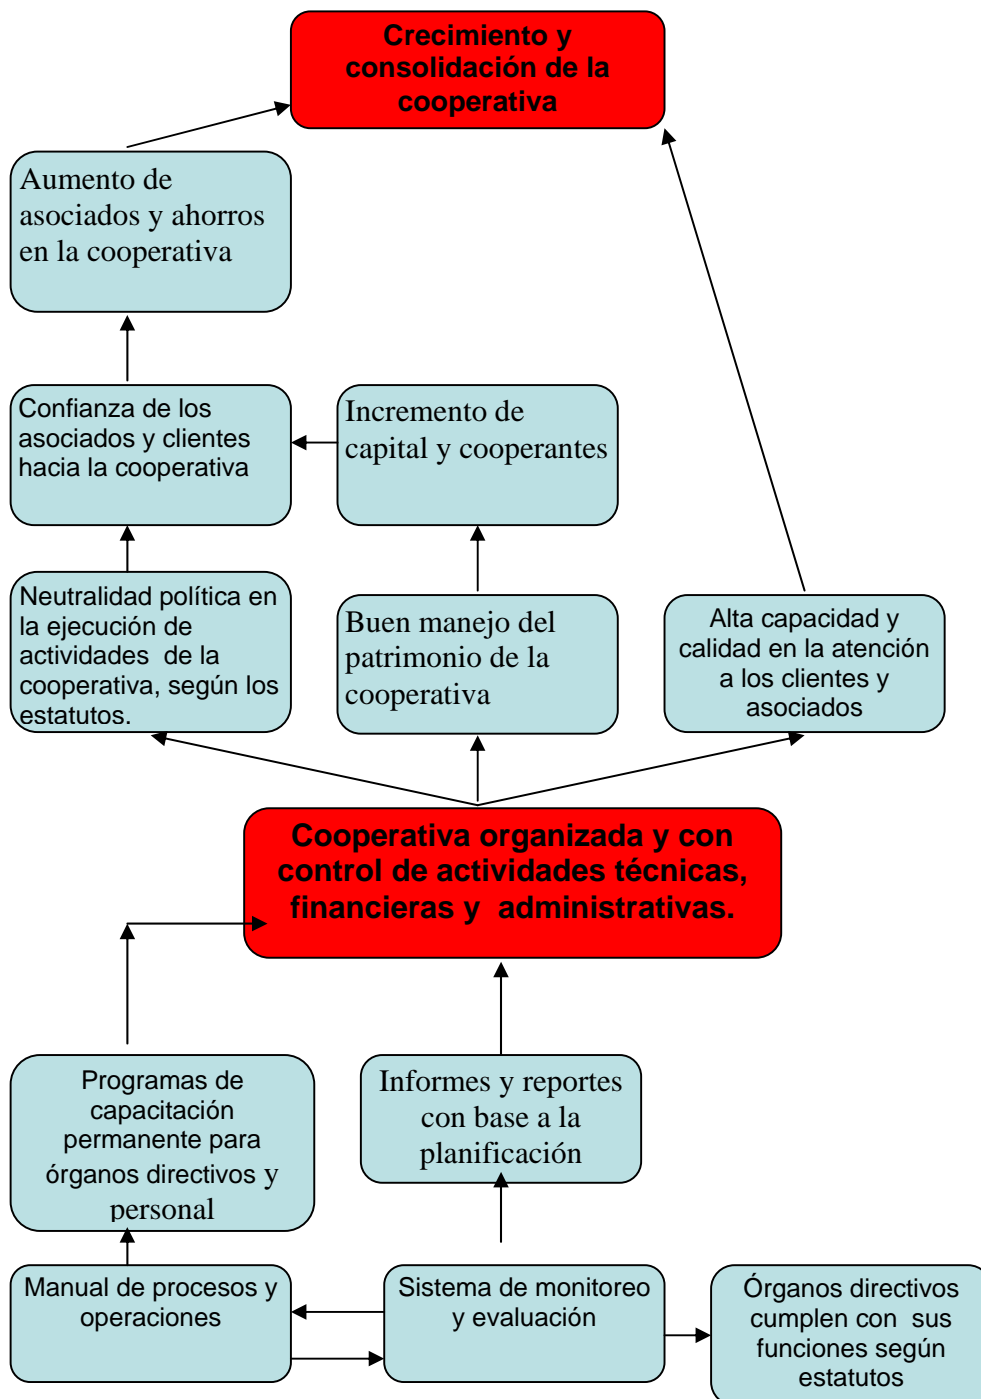 Crecimiento y
consolidación de la
cooperativa
Aumento de
asociados y ahorros
en la cooperativa
Confianza de los
asociados y clientes
hacia la cooperativa
Incremento de
capital y cooperantes
Neutralidad política en
la ejecución de
actividades  de la
cooperativa, según los
estatutos.
Buen manejo del
patrimonio de la
cooperativa
Alta capacidad y
calidad en la atención
a los clientes y
asociados
Cooperativa organizada y con
control de actividades técnicas,
financieras y  administrativas.
Programas de
capacitación
permanente para
órganos directivos y
personal
Informes y reportes
con base a la
planificación
Manual de procesos y
operaciones
Sistema de monitoreo
y evaluación
Órganos directivos
cumplen con  sus
funciones según
estatutos